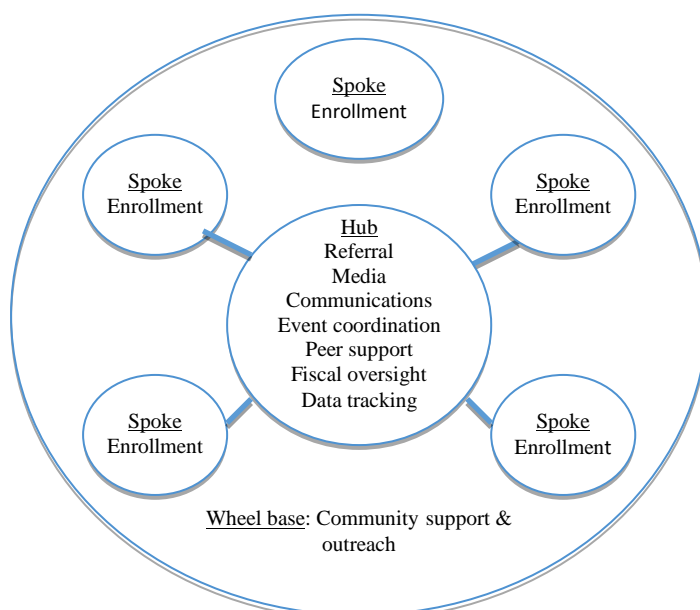 Spoke
Enrollment
Spoke
Enrollment
Spoke
Enrollment
Hub
Referral
Media
Communications
Event coordination
Peer support
Fiscal oversight
Data tracking
Spoke
Enrollment
Spoke
Enrollment
Wheel base: Community support &
outreach